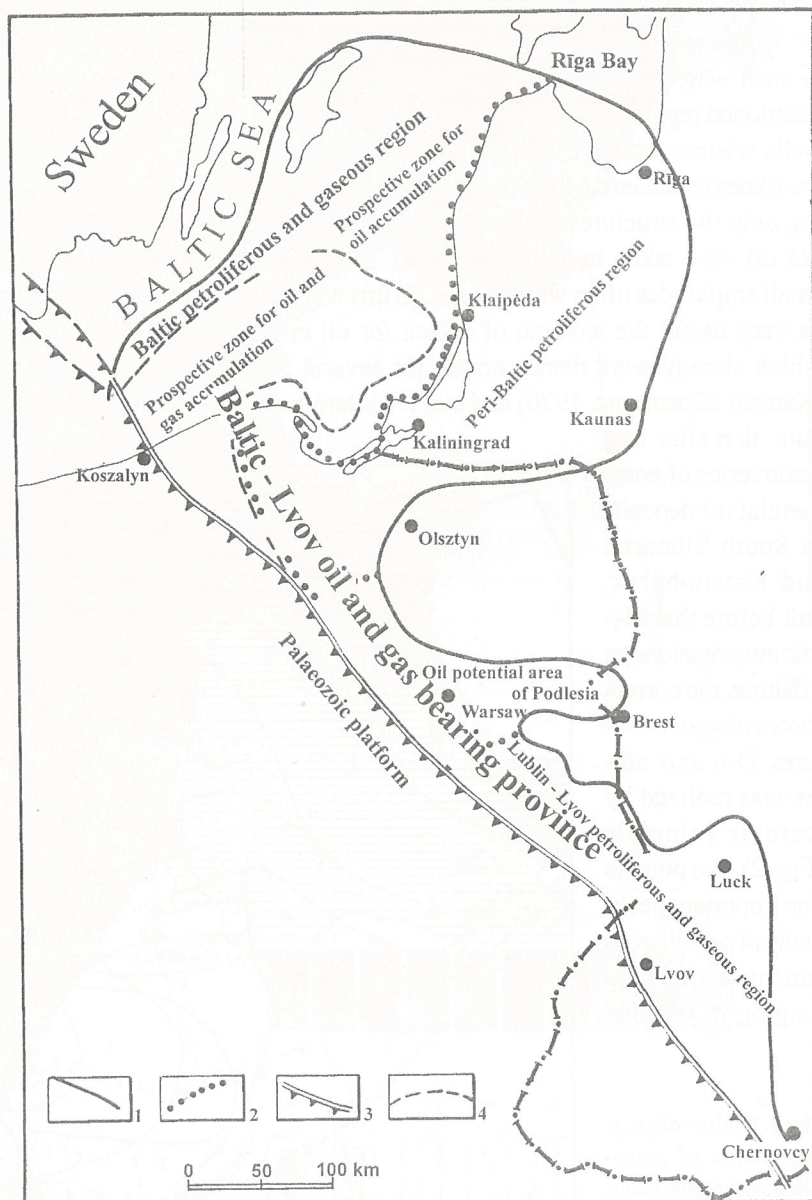 Sweden
BALTIC SEA
Rīga Bay
Rīga
Baltic petroliferous and gaseous region
Prospective zone for
oil accumulation
Prospective zone for oil and
gas accumulation
Klaipėda
Peri-Baltic petroliferous region
Kaunas
Kaliningrad
Koszalyn
Baltic - Lvov oil and gas bearing province
Olsztyn
Palaeozoic platform
Oil potential area
of Podlesia
Warsaw
Brest
Lublin - Lvov petroliferous and gaseous region
Luck
Lvov
Chernovcy
1
2
3
4
0 50 100 km